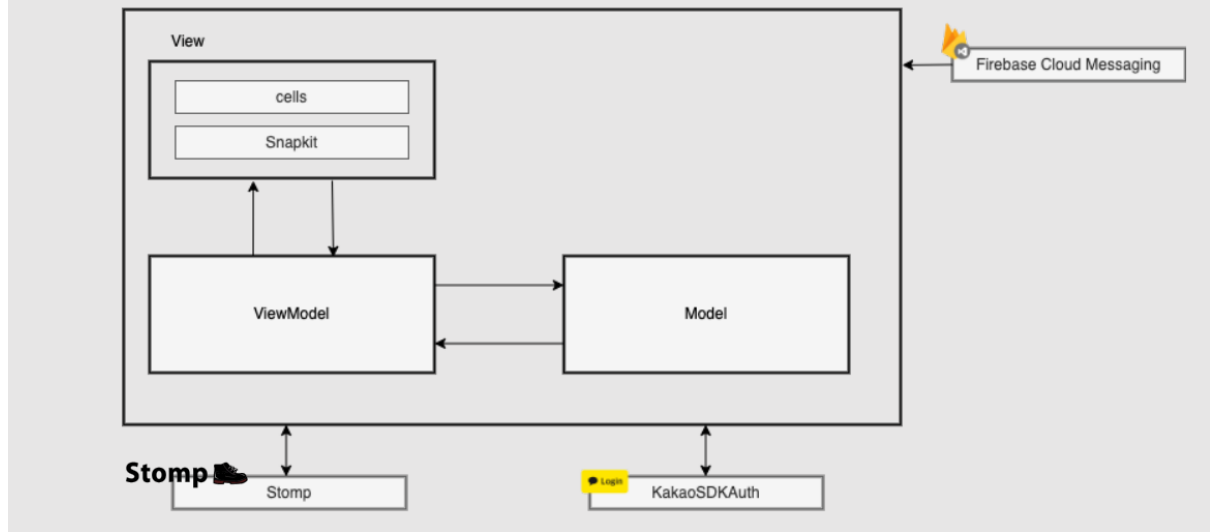 View
cells
Snapkit
Firebase Cloud Messaging
ViewModel
Model
Stomp
Stomp
Login
KakaoSDKAuth